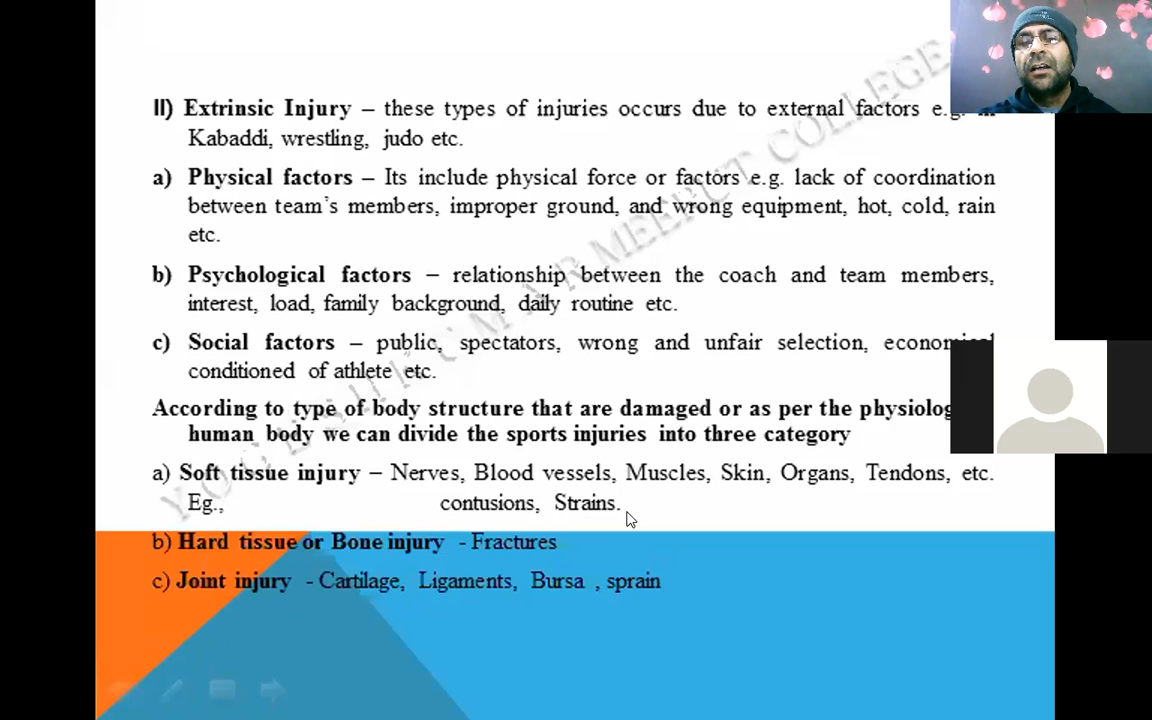 II) Extrinsic Injury – these types of injuries occurs due to external factors e.g. in
Kabaddi, wrestling, judo etc.
a) Physical factors – Its include physical force or factors e.g. lack of coordination
between team's members, improper ground, and wrong equipment, hot, cold, rain
etc.
b) Psychological factors – relationship between the coach and team members,
interest, load, family background, daily routine etc.
c) Social factors – public, spectators, wrong and unfair selection, economical
conditioned of athlete etc.
According to type of body structure that are damaged or as per the physiolog
human body we can divide the sports injuries into three category
a) Soft tissue injury – Nerves, Blood vessels, Muscles, Skin, Organs, Tendons, etc.
Eg., contusions, Strains.
b) Hard tissue or Bone injury - Fractures
c) Joint injury - Cartilage, Ligaments, Bursa , sprain